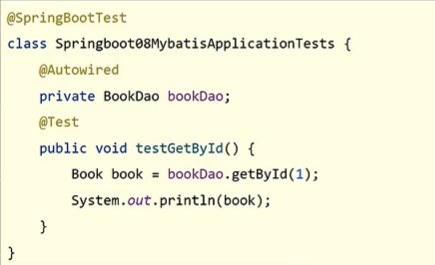 @SpringBootTest
class Springboot08MybatisApplicationTests {
    @Autowired
    private BookDao bookDao;
    @Test
    public void testGetById() {
        Book book = bookDao.getById(1);
        System.out.println(book);
    }
}